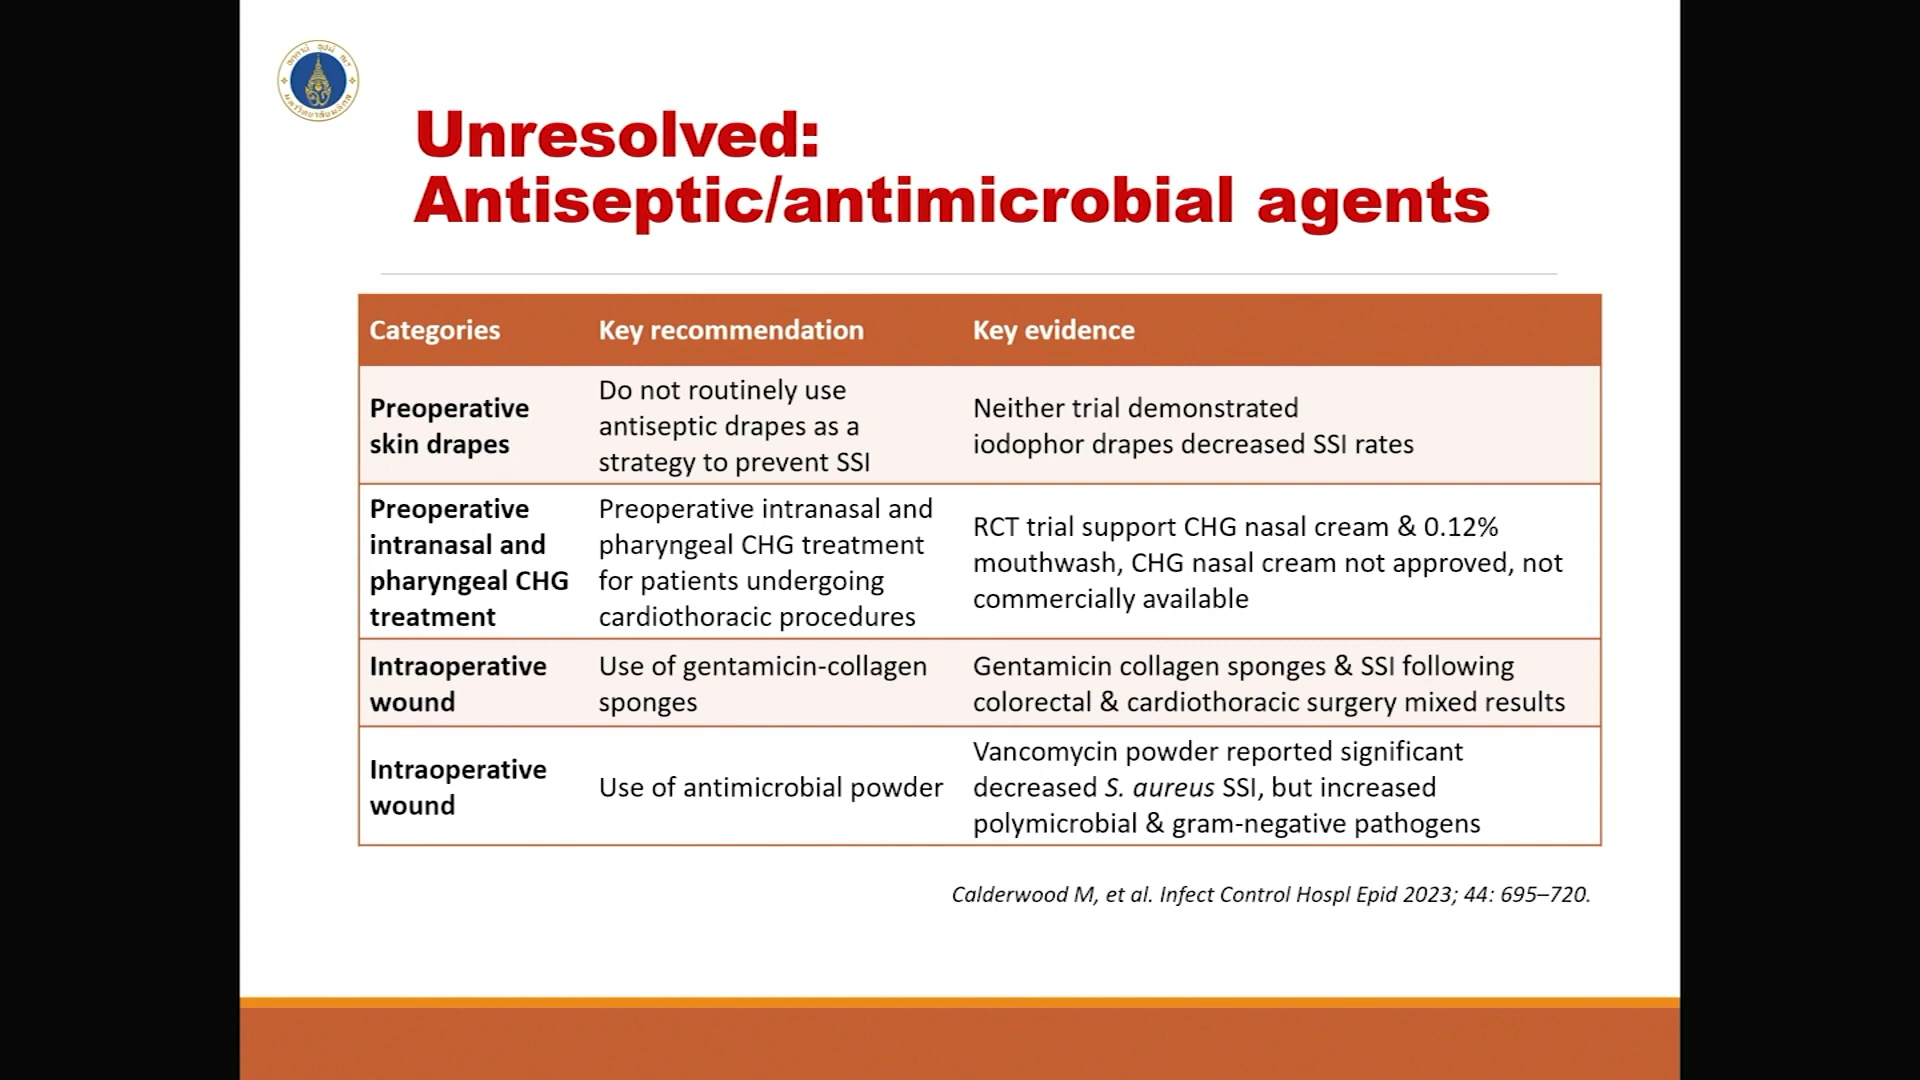 Unresolved:
Antiseptic/antimicrobial agents
Categories
Key recommendation
Key evidence
Preoperative
skin drapes
Do not routinely use
antiseptic drapes as a
strategy to prevent SSI
Neither trial demonstrated
iodophor drapes decreased SSI rates
Preoperative
intranasal and
pharyngeal CHG
treatment
Preoperative intranasal and
pharyngeal CHG treatment
for patients undergoing
cardiothoracic procedures
RCT trial support CHG nasal cream & 0.12%
mouthwash, CHG nasal cream not approved, not
commercially available
Intraoperative
wound
Use of gentamicin-collagen
sponges
Gentamicin collagen sponges & SSI following
colorectal & cardiothoracic surgery mixed results
Intraoperative
wound
Use of antimicrobial powder
Vancomycin powder reported significant
decreased S. aureus SSI, but increased
polymicrobial & gram-negative pathogens
Calderwood M, et al. Infect Control Hospl Epid 2023; 44: 695–720.